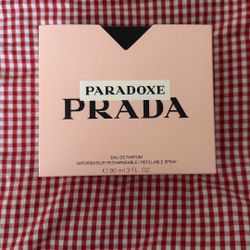 PARADOXE
PRADA
EAU DE PARFUM
VAPORISATEUR RECHARGEABLE / REFILLABLE SPRAY
℮ 90 ml 3 FL. OZ.